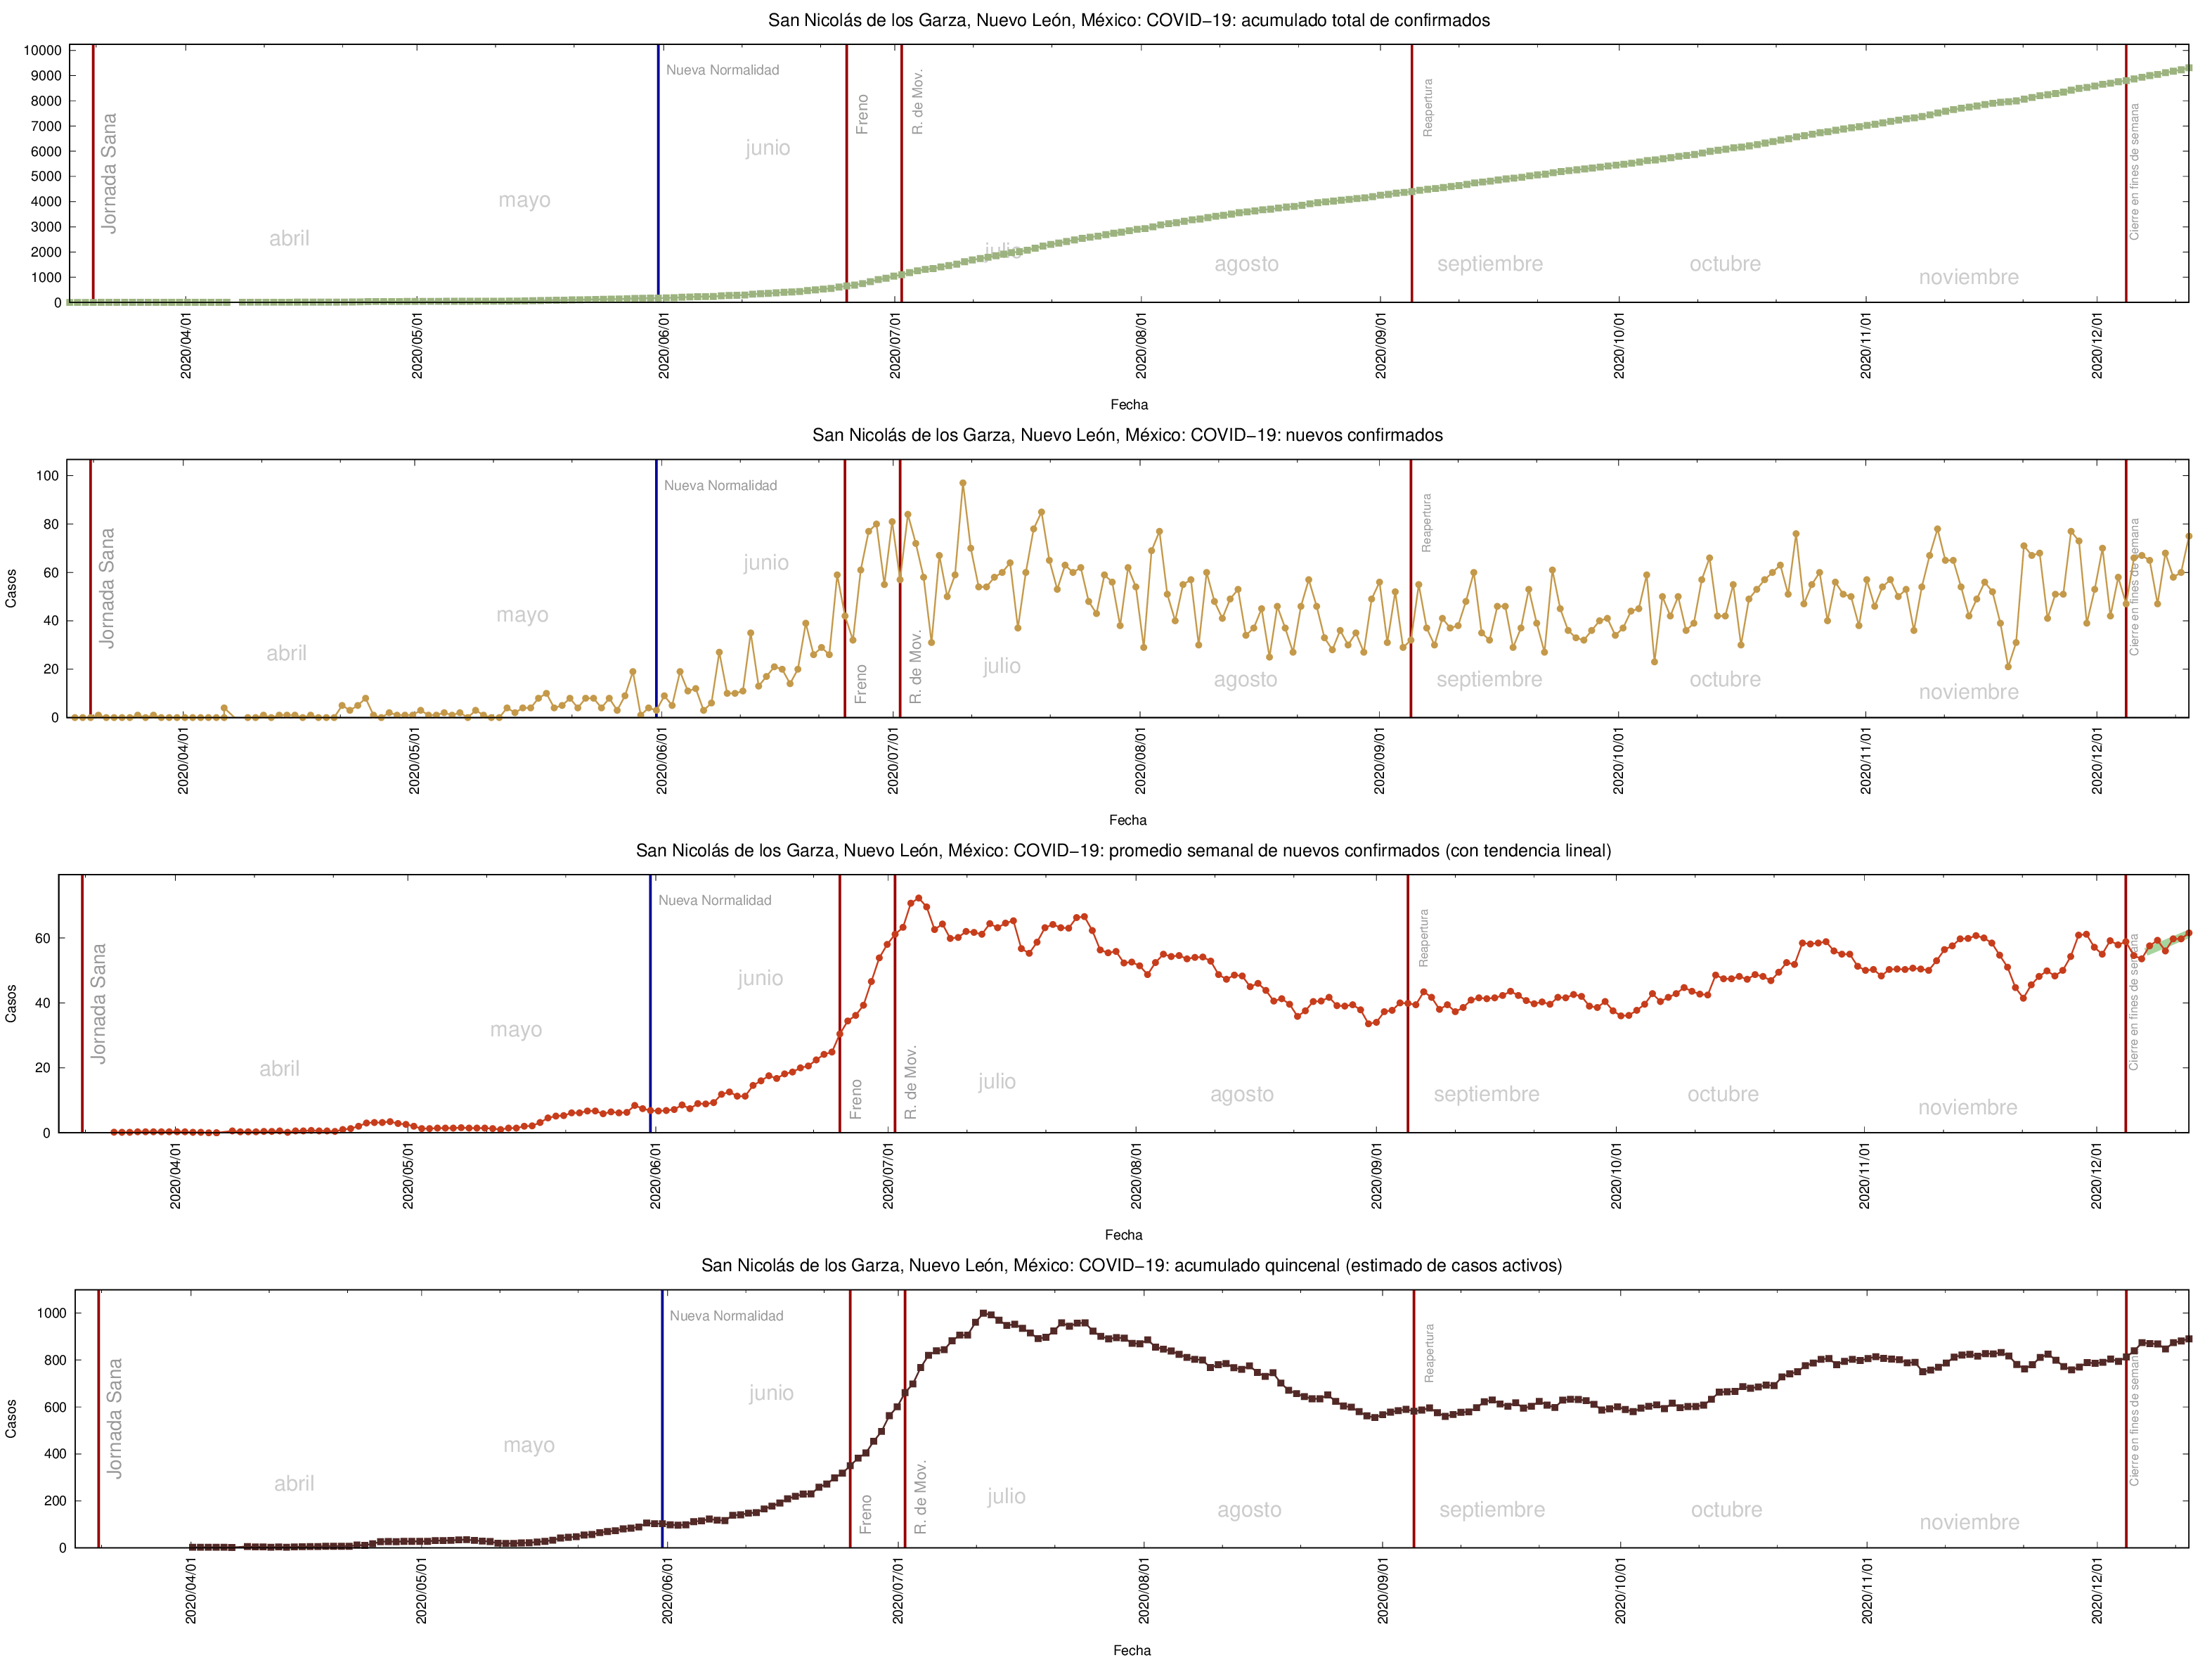 San Nicolás de los Garza, Nuevo León, México: COVID−19: acumulado total de confirmados
10000
9000
8000
7000
6000
5000
4000
3000
2000
1000
0
Jornada Sana
abril
mayo
Nueva Normalidad
junio
Freno
R. de Mov.
julio
agosto
Reapertura
septiembre
octubre
noviembre
Cierre en fines de semana
2020/04/01
2020/05/01
2020/06/01
2020/07/01
2020/08/01
2020/09/01
2020/10/01
2020/11/01
2020/12/01
Fecha
San Nicolás de los Garza, Nuevo León, México: COVID−19: nuevos confirmados
Casos
100
80
60
40
20
0
Jornada Sana
abril
mayo
Nueva Normalidad
junio
Freno
R. de Mov.
julio
agosto
Reapertura
septiembre
octubre
noviembre
Cierre en fines de semana
2020/04/01
2020/05/01
2020/06/01
2020/07/01
2020/08/01
2020/09/01
2020/10/01
2020/11/01
2020/12/01
Fecha
San Nicolás de los Garza, Nuevo León, México: COVID−19: promedio semanal de nuevos confirmados (con tendencia lineal)
Casos
60
40
20
0
Jornada Sana
abril
mayo
Nueva Normalidad
junio
Freno
R. de Mov.
julio
agosto
Reapertura
septiembre
octubre
noviembre
Cierre en fines de semana
2020/04/01
2020/05/01
2020/06/01
2020/07/01
2020/08/01
2020/09/01
2020/10/01
2020/11/01
2020/12/01
Fecha
San Nicolás de los Garza, Nuevo León, México: COVID−19: acumulado quincenal (estimado de casos activos)
Casos
1000
800
600
400
200
0
Jornada Sana
abril
mayo
Nueva Normalidad
junio
Freno
R. de Mov.
julio
agosto
Reapertura
septiembre
octubre
noviembre
Cierre en fines de semana
2020/04/01
2020/05/01
2020/06/01
2020/07/01
2020/08/01
2020/09/01
2020/10/01
2020/11/01
2020/12/01
Fecha